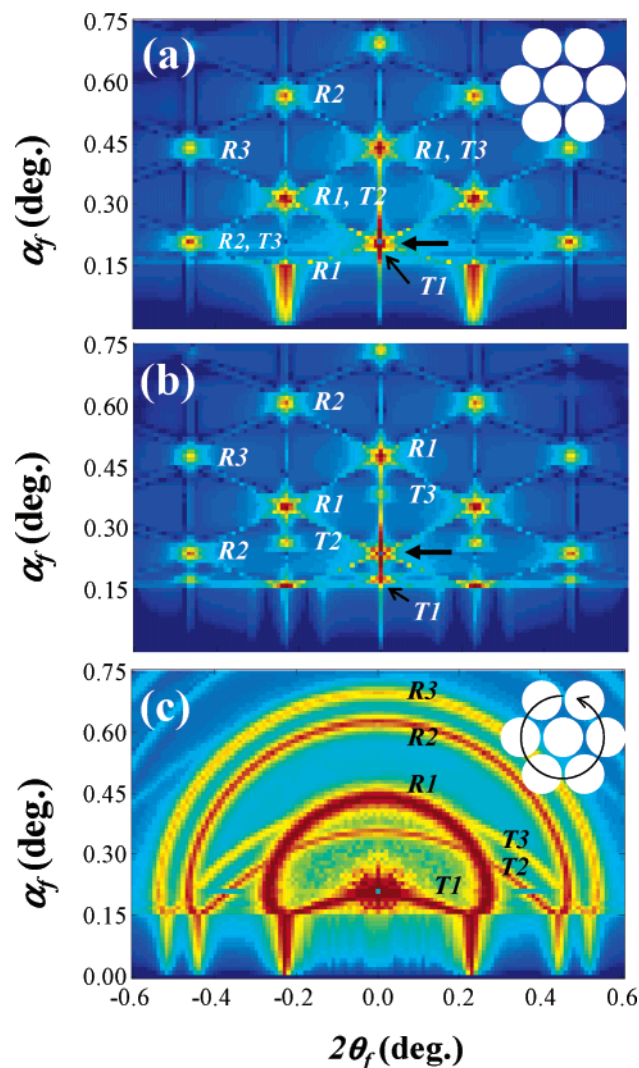 0.75
(a)
R2
0.60
R3
R1, T3
0.45
R1, T2
0.30
R2, T3
R1
T1
0.15
αf (deg.)
0.75
(b)
R2
0.60
R3
R1
0.45
T3
R1
0.30
R2
T2
0.15
T1
αf (deg.)
0.75
(c)
R3
R2
0.60
R1
0.45
T3
T2
0.30
T1
0.15
0.00
αf (deg.)
-0.6 -0.4 -0.2 0.0 0.2 0.4 0.6
2θf (deg.)